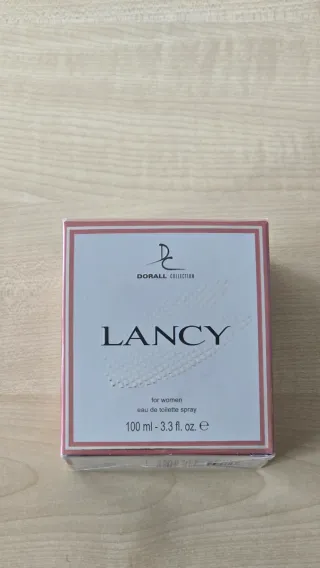 DC
DORALL COLLECTION
LANCY
for women
eau de toilette spray
100 ml - 3.3 fl. oz. ℮